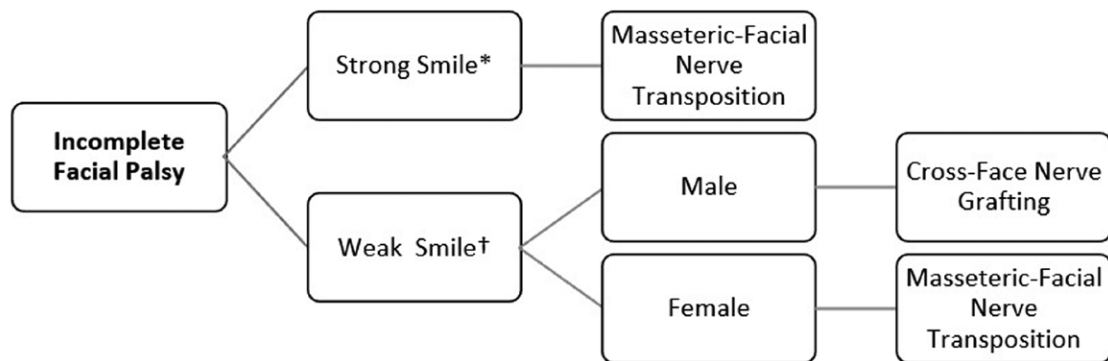 Incomplete
Facial Palsy
Strong Smile*
Masseteric-Facial
Nerve
Transposition
Weak Smile†
Male
Cross-Face Nerve
Grafting
Female
Masseteric-Facial
Nerve
Transposition